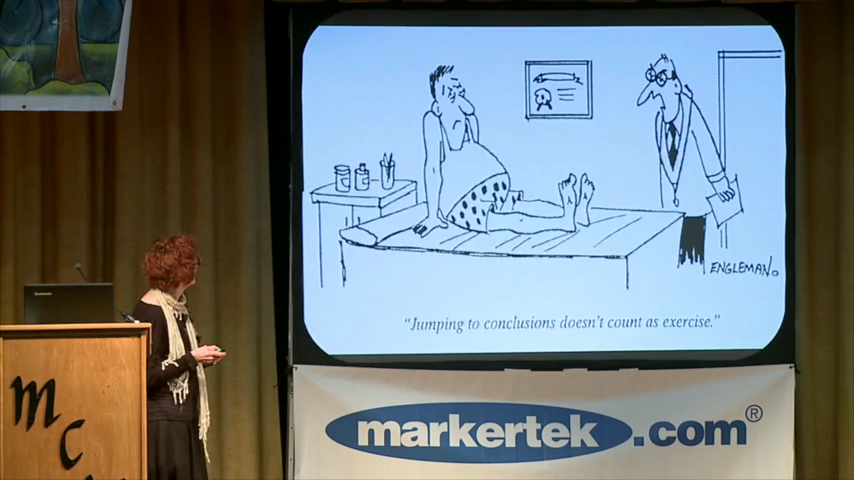 ENGLEMAN.
"Jumping to conclusions doesn't count as exercise."
markertek.com®
MC